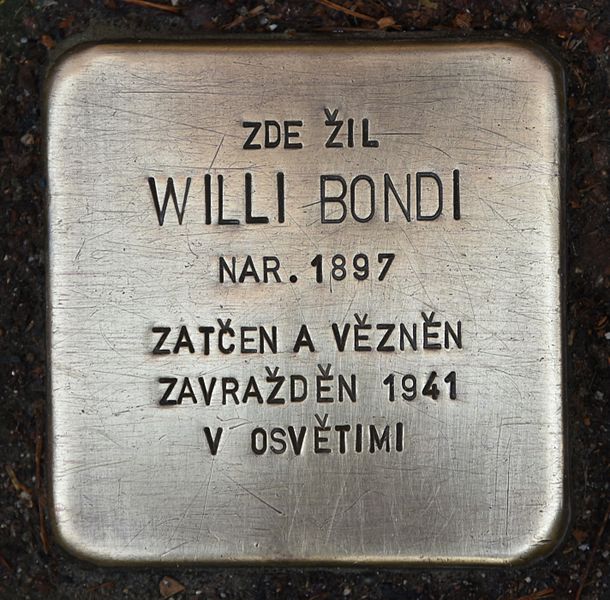 ZDE ŽIL
WILLI BONDI
NAR. 1897
ZATČEN A VĚZNĚN
ZAVRAŽDĚN 1941
V OSVĚTIMI